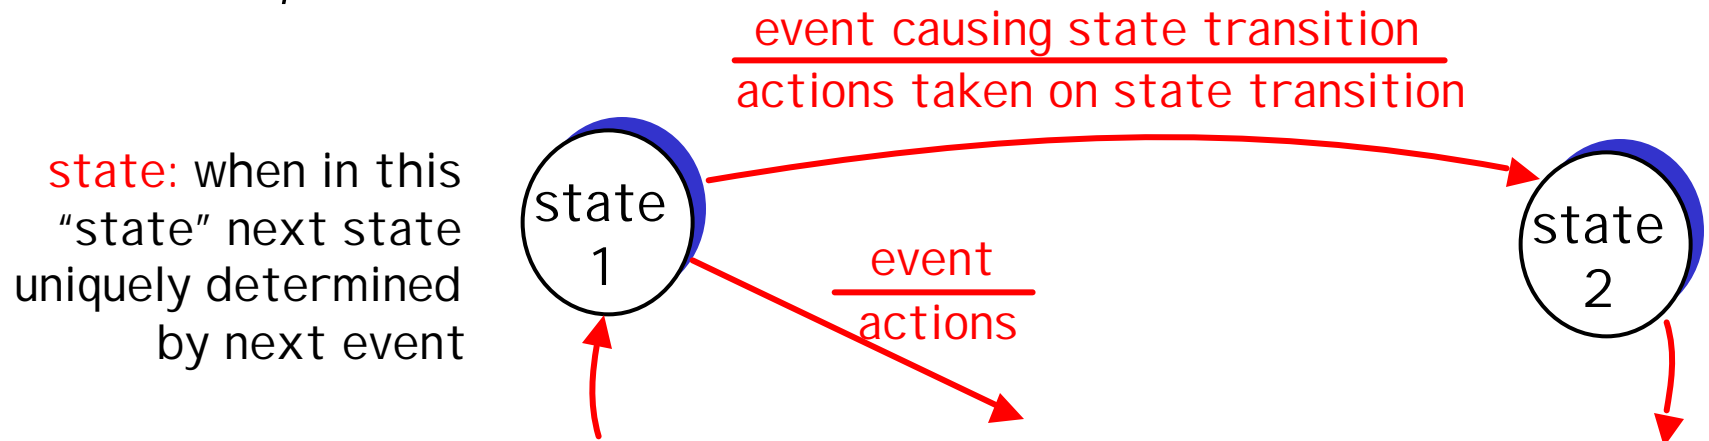 event causing state transition
actions taken on state transition
state: when in this
“state” next state
uniquely determined
by next event
state
1
event
actions
state
2